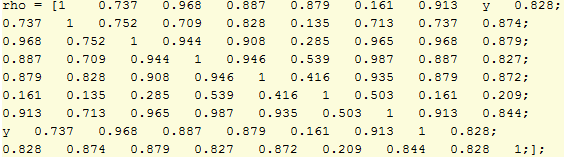 rho = [1 0.737 0.968 0.887 0.879 0.161 0.913 y 0.828;
0.737 1 0.752 0.709 0.828 0.135 0.713 0.737 0.874;
0.968 0.752 1 0.944 0.908 0.285 0.965 0.968 0.879;
0.887 0.709 0.944 1 0.946 0.539 0.987 0.887 0.827;
0.879 0.828 0.908 0.946 1 0.416 0.935 0.879 0.872;
0.161 0.135 0.285 0.539 0.416 1 0.503 0.161 0.209;
0.913 0.713 0.965 0.987 0.935 0.503 1 0.913 0.844;
y 0.737 0.968 0.887 0.879 0.161 0.913 1 0.828;
0.828 0.874 0.879 0.827 0.872 0.209 0.844 0.828 1;];